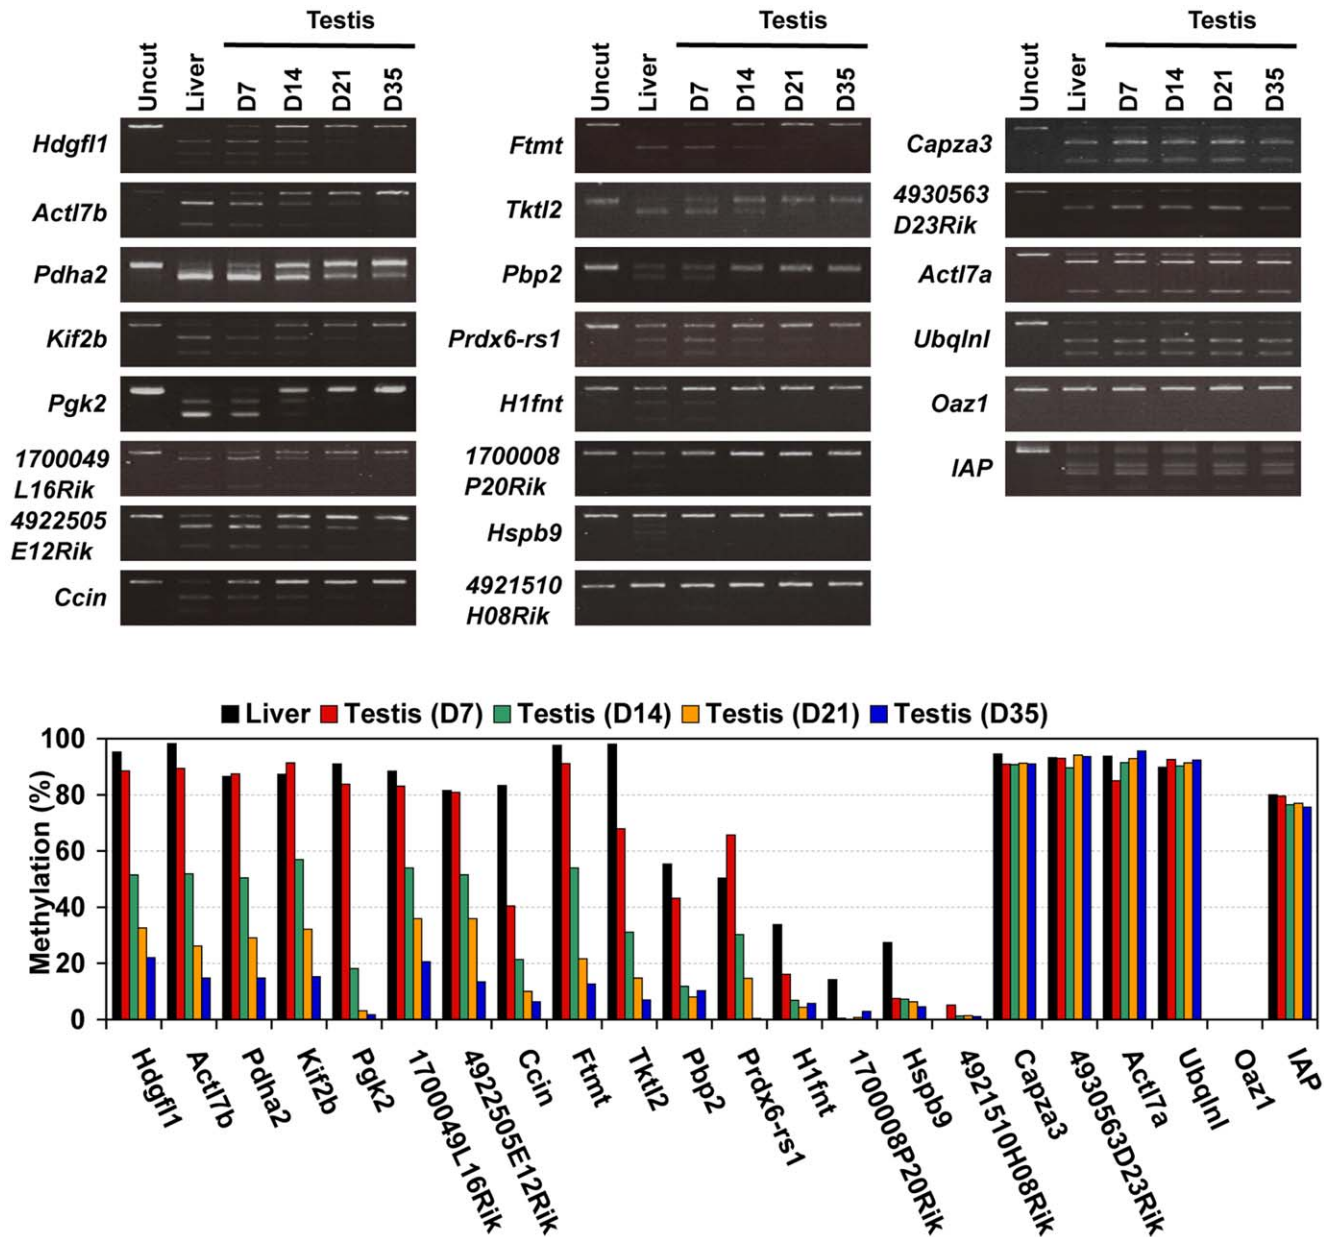 Testis
Uncut Liver D7 D14 D21 D35
Hdgfl1
Actl7b
Pdha2
Kif2b
Pgk2
1700049
L16Rik
4922505
E12Rik
Ccin
Testis
Uncut Liver D7 D14 D21 D35
Ftmt
Tktl2
Pbp2
Prdx6-rs1
H1fnt
1700008
P20Rik
Hspb9
4921510
H08Rik
Testis
Uncut Liver D7 D14 D21 D35
Capza3
4930563
D23Rik
Actl7a
Ubqlnl
Oaz1
IAP
Liver Testis (D7) Testis (D14) Testis (D21) Testis (D35)
Methylation (%)
100
80
60
40
20
0
Hdgfl1
Actl7b
Pdha2
Kif2b
Pgk2
1700049L16Rik
4922505E12Rik
Ccin
Ftmt
Tktl2
Pbp2
Prdx6-rs1
H1fnt
1700008P20Rik
Hspb9
4921510H08Rik
Capza3
4930563D23Rik
Actl7a
Ubqlnl
Oaz1
IAP